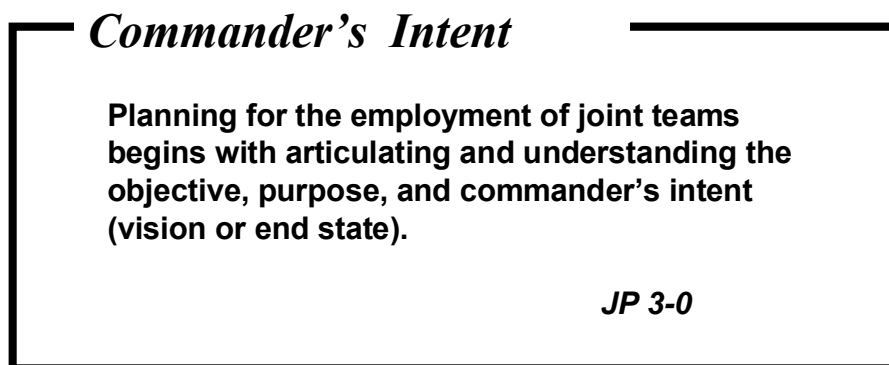 Commander’s Intent
Planning for the employment of joint teams
begins with articulating and understanding the
objective, purpose, and commander’s intent
(vision or end state).
JP 3-0